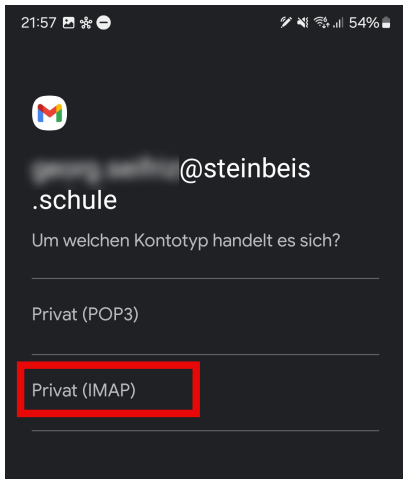 21:57 54%
@steinbeis
.schule
Um welchen Kontotyp handelt es sich?
Privat (POP3)
Privat (IMAP)